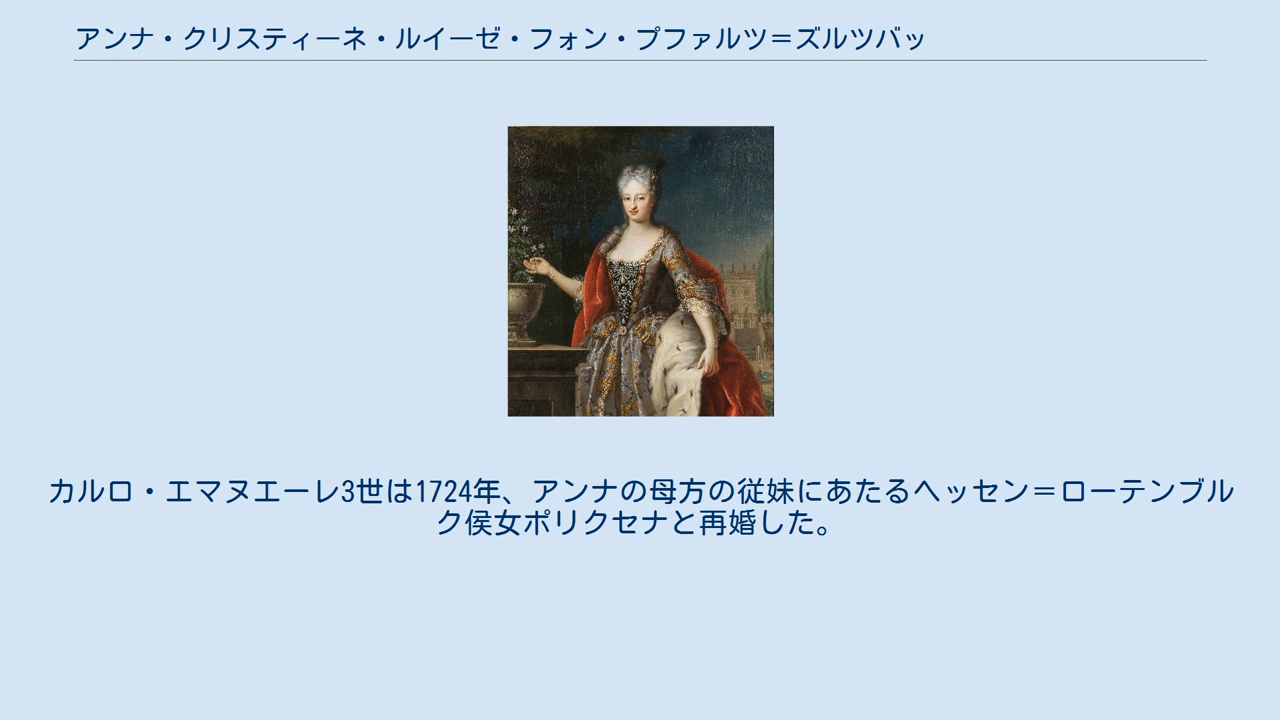 アンナ・クリスティーネ・ルイーゼ・フォン・プファルツ＝ズルツバッ
カルロ・エマヌエーレ3世は1724年、アンナの母方の従妹にあたるヘッセン＝ローテンブル
ク侯女ポリクセナと再婚した。